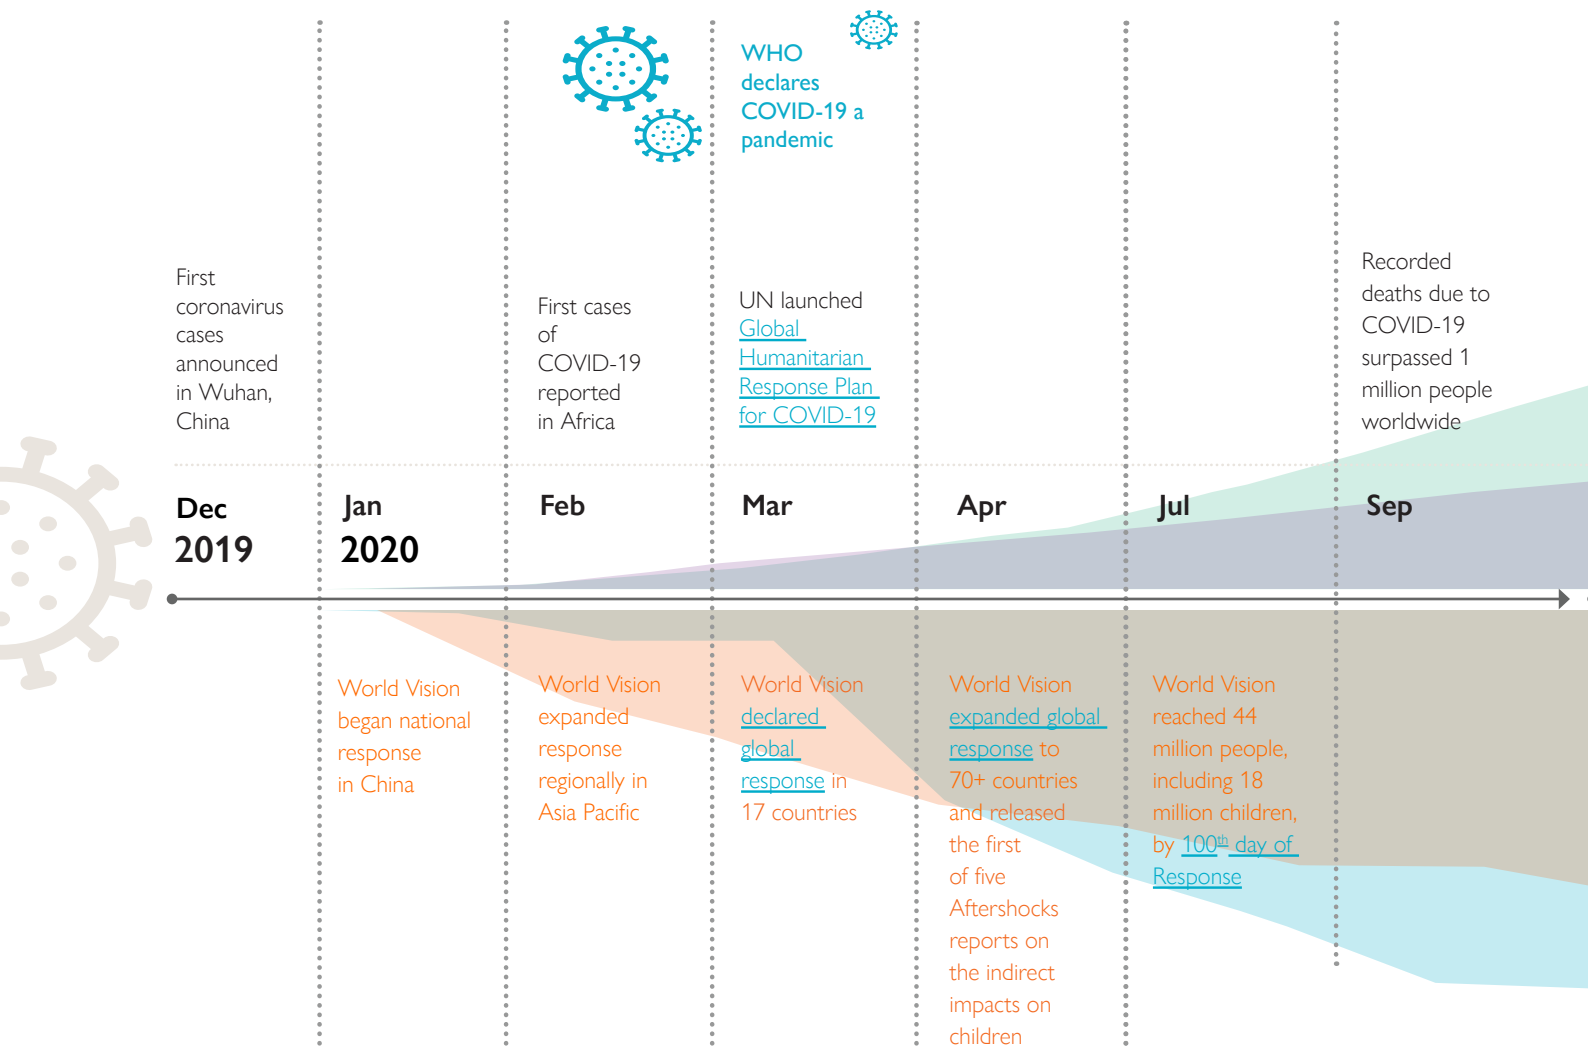 WHO
declares
COVID-19 a
pandemic
First
coronavirus
cases
announced
in Wuhan,
China
First cases
of
COVID-19
reported
in Africa
UN launched
Global
Humanitarian
Response Plan
for COVID-19
Recorded
deaths due to
COVID-19
surpassed 1
million people
worldwide
Dec
2019
Jan
2020
Feb
Mar
Apr
Jul
Sep
World Vision
began national
response
in China
World Vision
expanded
response
regionally in
Asia Pacific
World Vision
declared
global
response in
17 countries
World Vision
expanded global
response to
70+ countries
and released
the first
of five
Aftershocks
reports on
the indirect
impacts on
children
World Vision
reached 44
million people,
including 18
million children,
by 100th day of
Response